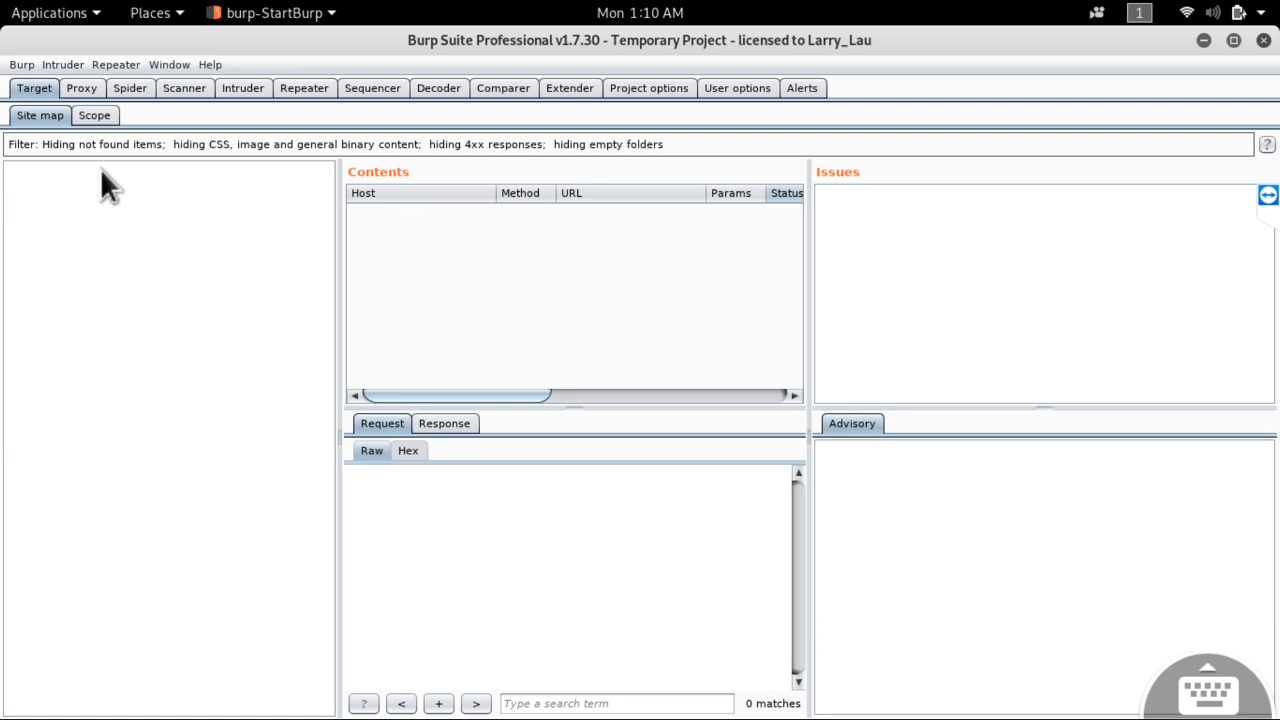 Applications Places burp-StartBurp Mon 1:10 AM 1
Burp Suite Professional v1.7.30 - Temporary Project - licensed to Larry_Lau
Burp Intruder Repeater Window Help
Target Proxy Spider Scanner Intruder Repeater Sequencer Decoder Comparer Extender Project options User options Alerts
Site map Scope
Filter: Hiding not found items; hiding CSS, image and general binary content; hiding 4xx responses; hiding empty folders ?
Contents
Host Method URL Params Status
Issues
Request Response
Raw Hex
Advisory
? < + > Type a search term 0 matches